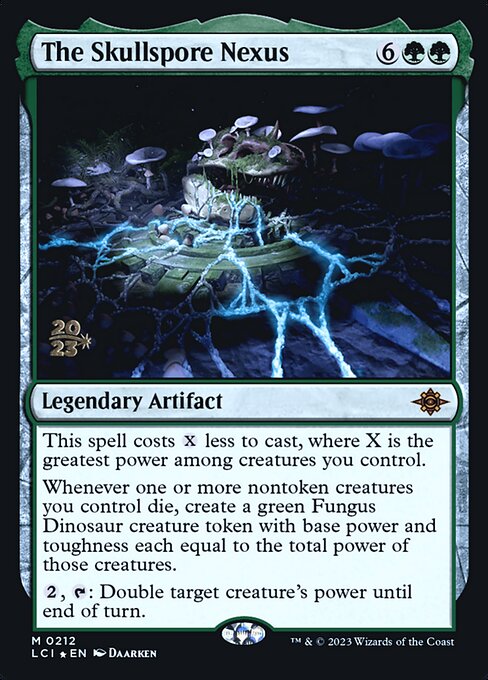 The Skullspore Nexus 6
20
23
Legendary Artifact
This spell costs X less to cast, where X is the
greatest power among creatures you control.
Whenever one or more nontoken creatures
you control die, create a green Fungus
Dinosaur creature token with base power and
toughness each equal to the total power of
those creatures.
2, : Double target creature's power until
end of turn.
M 0212
LCI ★ EN Daarken
™ & © 2023 Wizards of the Coast